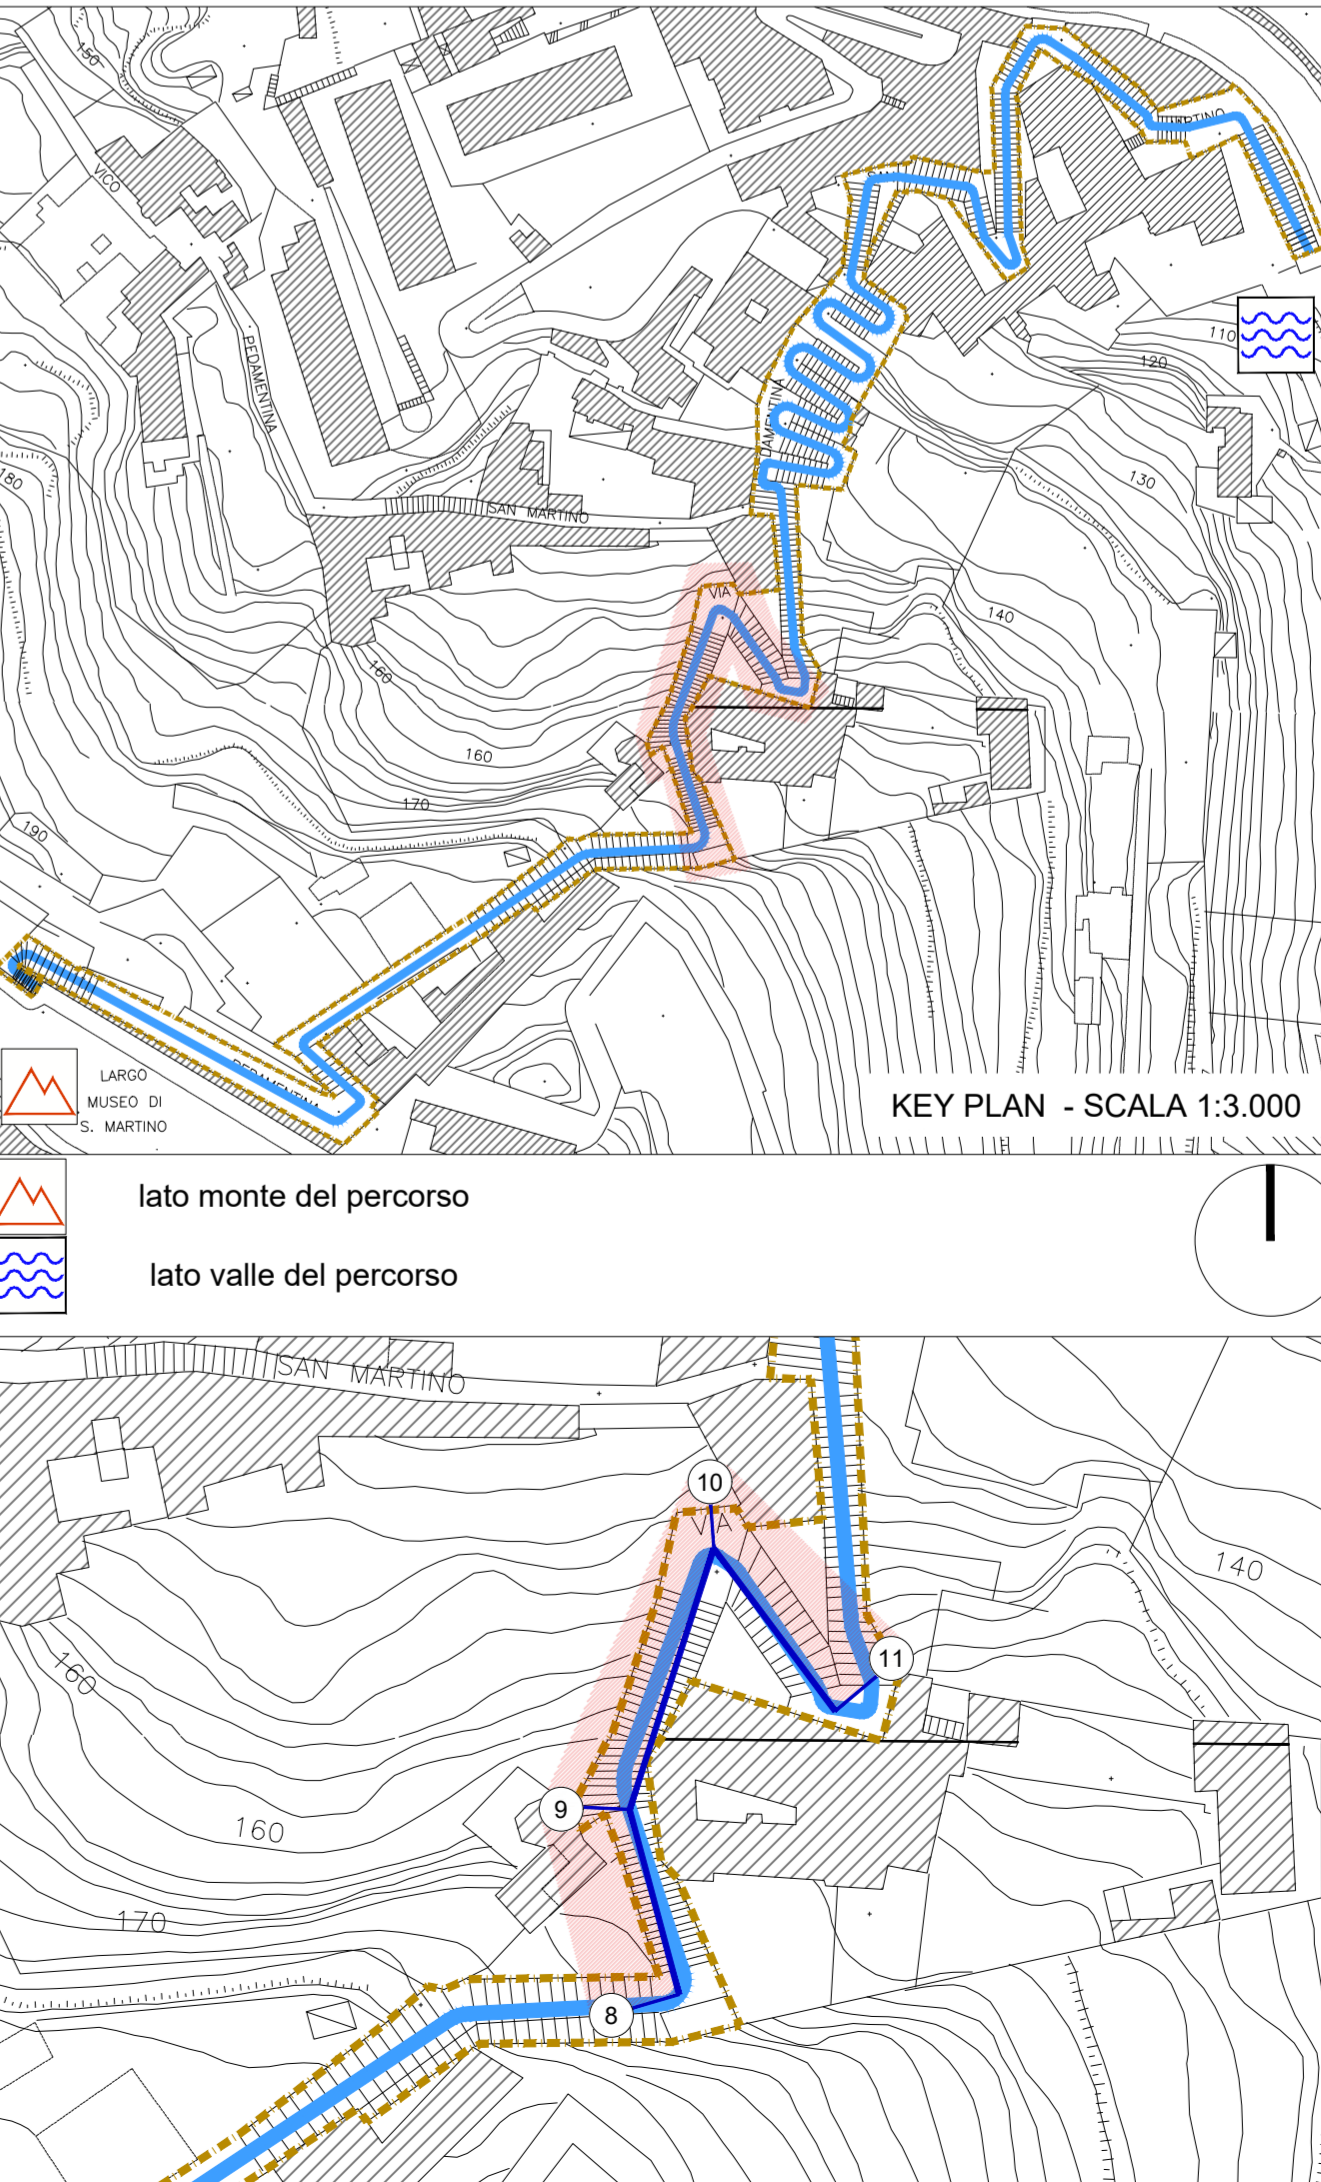 150
VICO
PEDAMENTINA
180
SAN MARTINO
VIA
110
120
130
140
160
160
170
190
LARGO
MUSEO DI
S. MARTINO
KEY PLAN - SCALA 1:3.000
lato monte del percorso
lato valle del percorso
SAN MARTINO
10
VIA
140
11
160
9
160
170
8